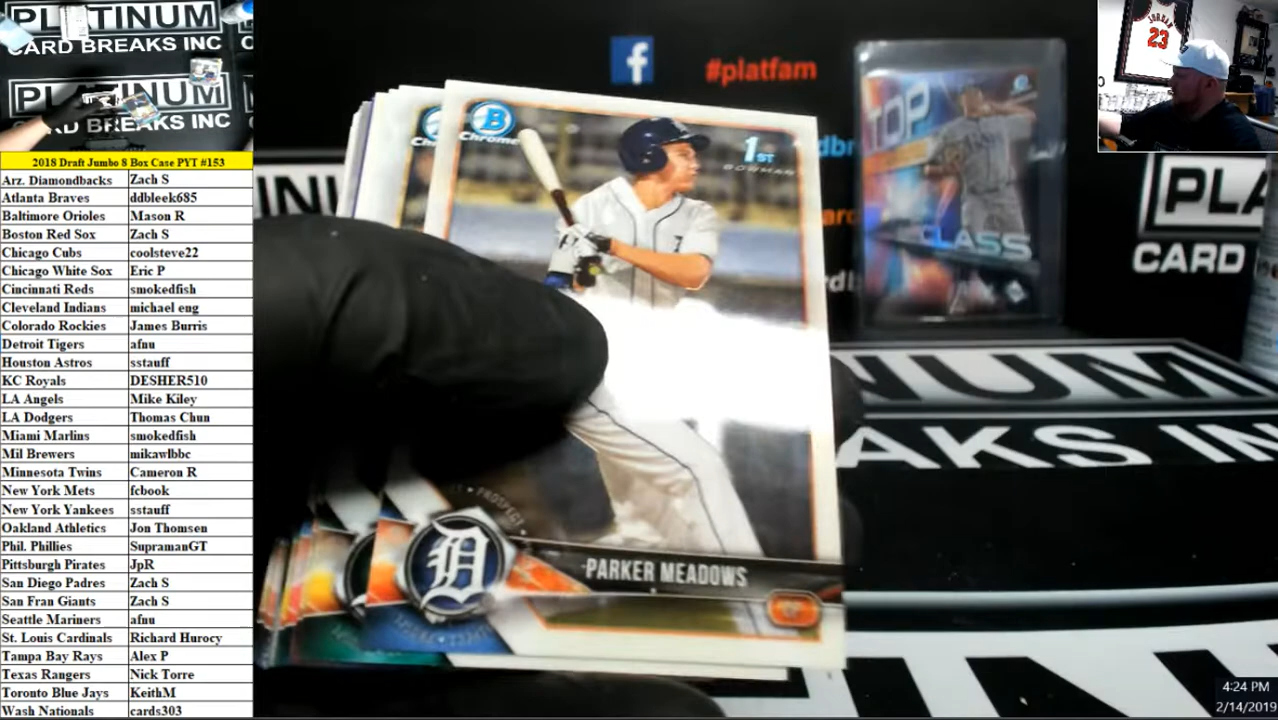 PLATINUM
CARD BREAKS INC
PLATINUM
CARD BREAKS INC
2018 Draft Jumbo 8 Box Case PYT #153
Arz. Diamondbacks Zach S
Atlanta Braves ddbleek685
Baltimore Orioles Mason R
Boston Red Sox Zach S
Chicago Cubs coolsteve22
Chicago White Sox Eric P
Cincinnati Reds smokedfish
Cleveland Indians michael eng
Colorado Rockies James Burris
Detroit Tigers afnu
Houston Astros sstauff
KC Royals DESHER510
LA Angels Mike Kiley
LA Dodgers Thomas Chun
Miami Marlins smokedfish
Mil Brewers mikawlbbc
Minnesota Twins Cameron R
New York Mets fcbook
New York Yankees sstauff
Oakland Athletics Jon Thomsen
Phil. Phillies SupramanGT
Pittsburgh Pirates JpR
San Diego Padres Zach S
San Fran Giants Zach S
Seattle Mariners afnu
St. Louis Cardinals Richard Hurocy
Tampa Bay Rays Alex P
Texas Rangers Nick Torre
Toronto Blue Jays KeithM
Wash Nationals cards303
f
#platfam
B
Chrome
1ST
BOWMAN
PROSPECT
D
PARKER MEADOWS
TOP
CLASS
JORDAN
23
PLA
CARD
NUM
AKS IN
4:24 PM
2/14/2019